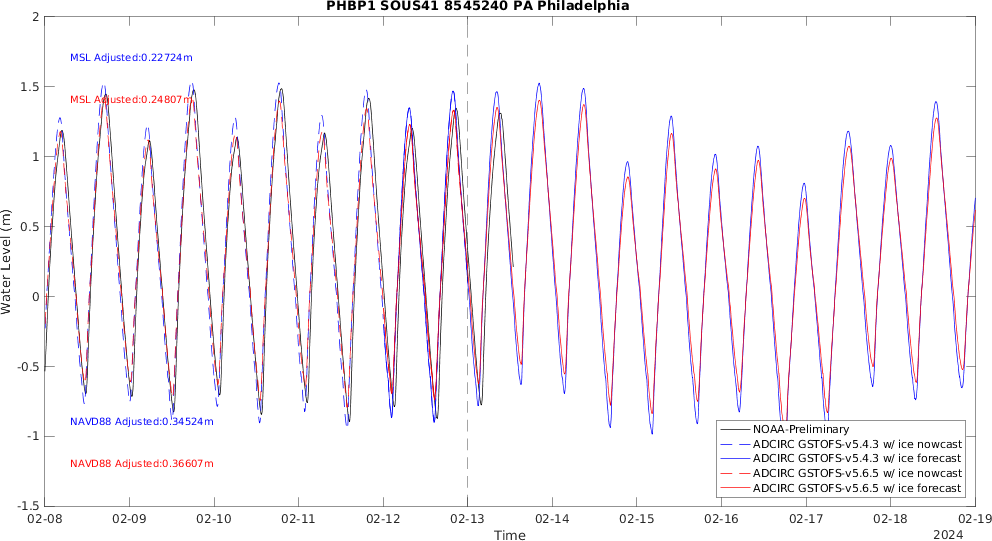 PHBP1 SOUS41 8545240 PA Philadelphia
Water Level (m)
2
1.5
1
0.5
0
-0.5
-1
-1.5
MSL Adjusted:0.22724m
MSL Adjusted:0.24807m
NAVD88 Adjusted:0.34524m
NAVD88 Adjusted:0.36607m
NOAA-Preliminary
ADCIRC GSTOFS-v5.4.3 w/ ice nowcast
ADCIRC GSTOFS-v5.4.3 w/ ice forecast
ADCIRC GSTOFS-v5.6.5 w/ ice nowcast
ADCIRC GSTOFS-v5.6.5 w/ ice forecast
02-08 02-09 02-10 02-11 02-12 02-13 02-14 02-15 02-16 02-17 02-18 02-19
Time
2024